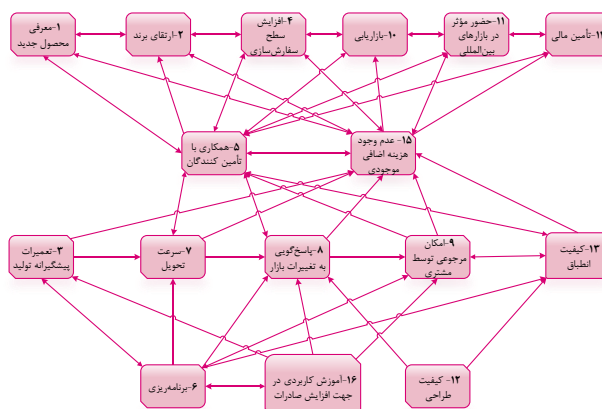 ۱-معرفی
محصول جدید
۲-ارتقای برند
۴-افزایش
سطح
سفارش‌سازی
۱۰-بازاریابی
۱۱-حضور مؤثر
در بازارهای
بین‌المللی
تأمین مالی
۵-همکاری با
تأمین کنندگان
۱۵- عدم وجود
هزینه اضافی
موجودی
۳-تعمیرات
پیشگیرانه تولید
۷-سرعت
تحویل
۸-پاسخ‌گویی
به تغییرات بازار
۹-امکان
مرجوعی توسط
مشتری
۱۳-کیفیت
انطباق
۶-برنامه‌ریزی
۱۶-آموزش کاربردی در
جهت افزایش صادرات
۱۲-کیفیت
طراحی